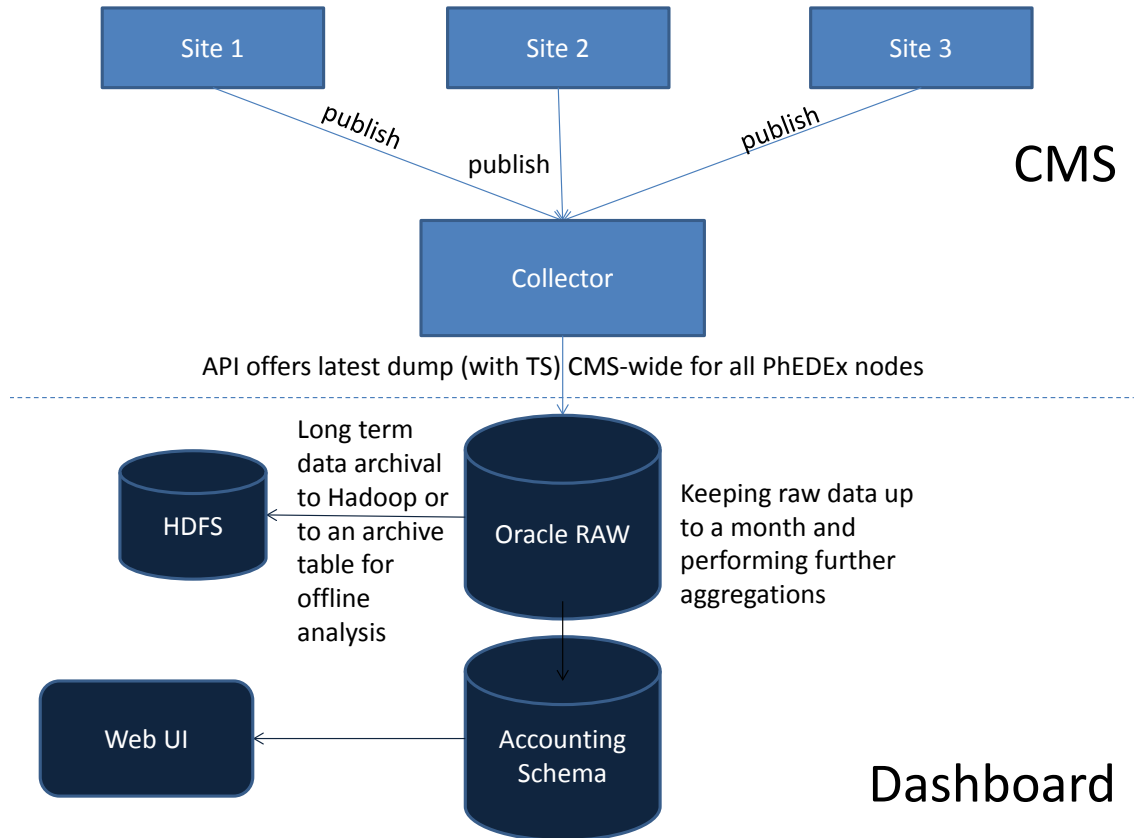 Site 1
Site 2
Site 3
publish
publish
publish
CMS
Collector
API offers latest dump (with TS) CMS-wide for all PhEDEx nodes
Long term
data archival
to Hadoop or
to an archive
table for
offline
analysis
HDFS
Oracle RAW
Keeping raw data up
to a month and
performing further
aggregations
Web UI
Accounting
Schema
Dashboard